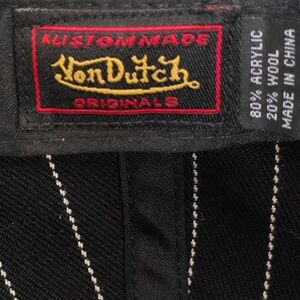 KUSTOMMADE
Von Dutch
ORIGINALS
80% ACRYLIC
20% WOOL
MADE IN CHINA